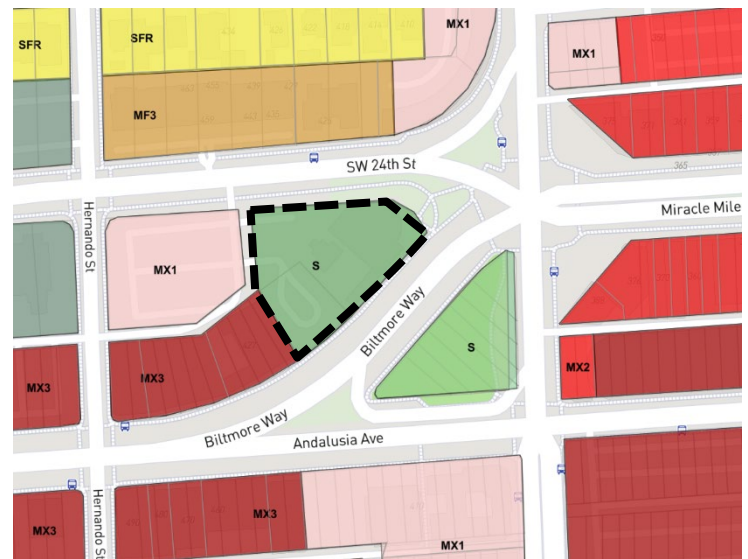 SFR
SFR
MX1
MX1
MF3
SW 24th St
365
Hernando St
Miracle Mile
MX1
S
Biltmore Way
S
MX3
MX3
MX2
Biltmore Way
Andalusia Ave
MX3
Hernando St
MX3
MX1